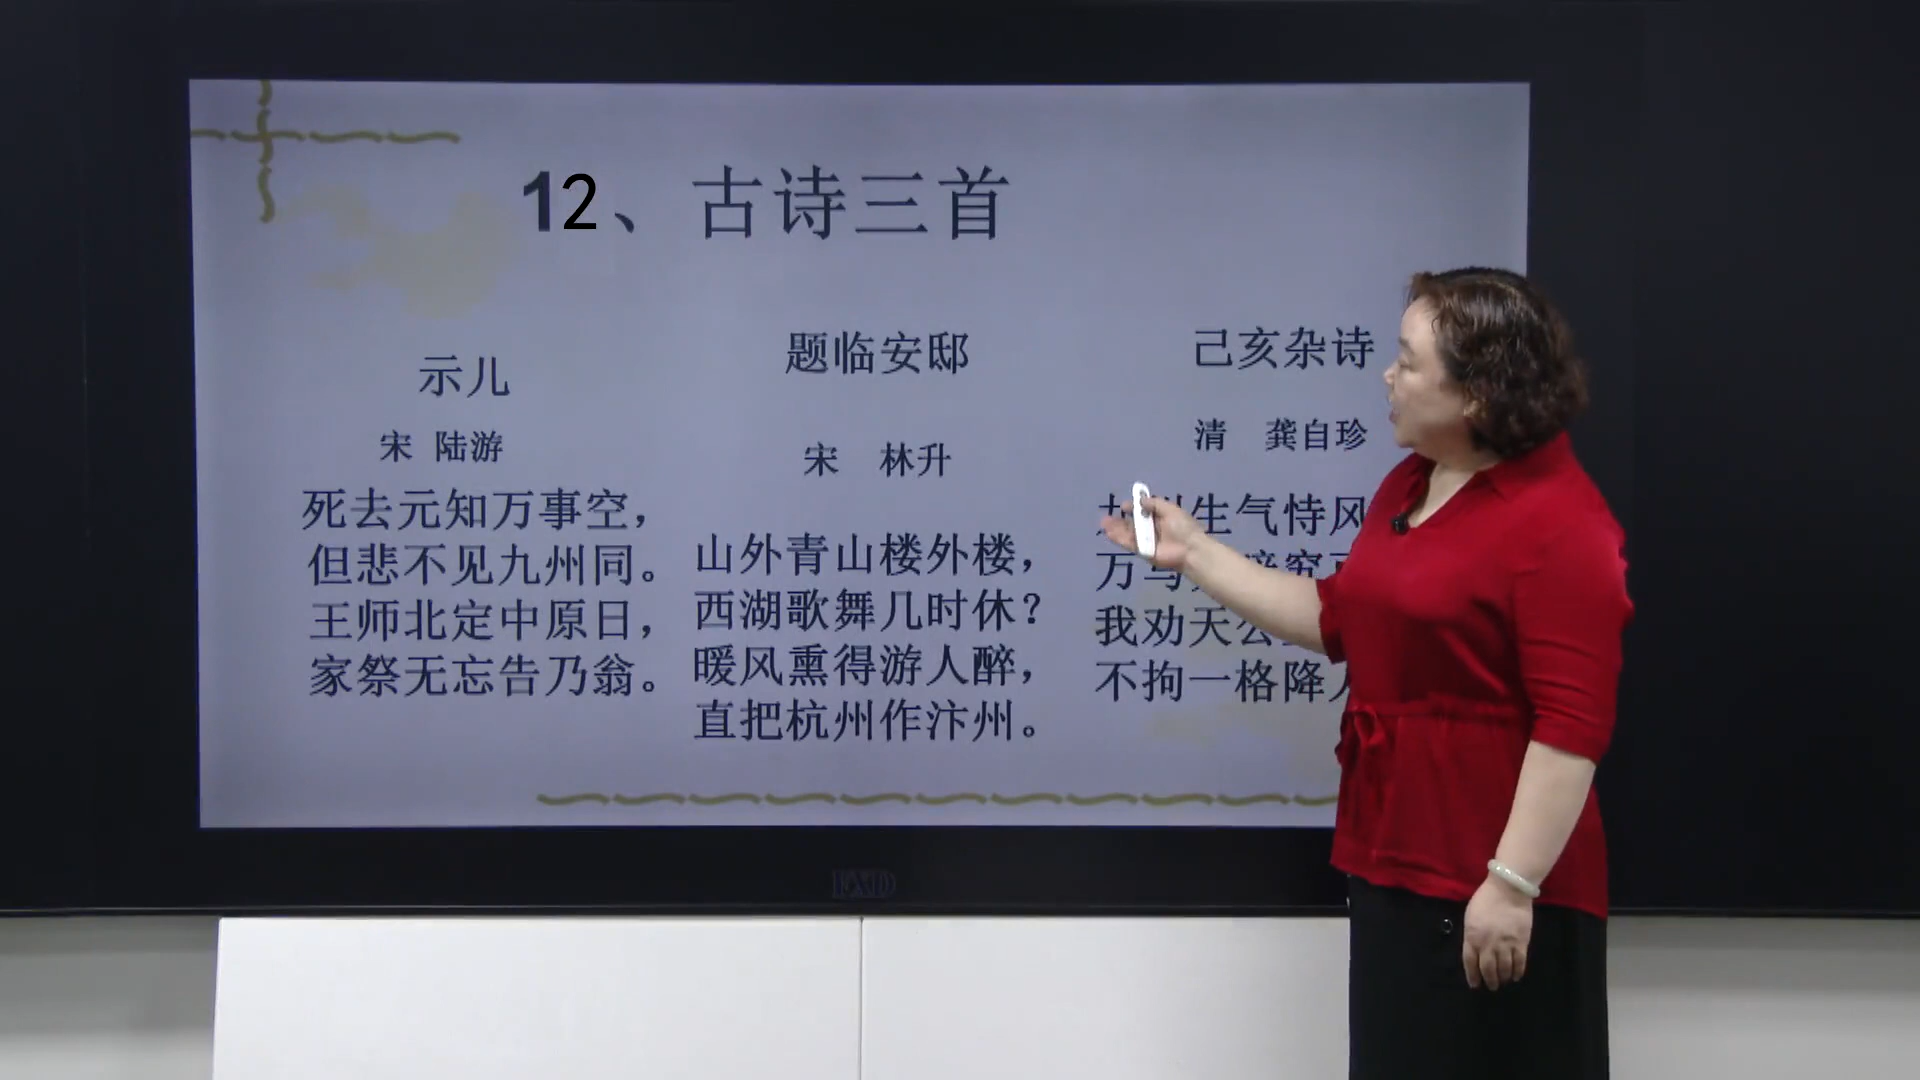 12、古诗三首
示儿
宋 陆游
死去元知万事空，
但悲不见九州同。
王师北定中原日，
家祭无忘告乃翁。
题临安邸
宋 林升
山外青山楼外楼，
西湖歌舞几时休？
暖风熏得游人醉，
直把杭州作汴州。
己亥杂诗
清 龚自珍
生气恃风
万马
我劝天公
不拘一格降